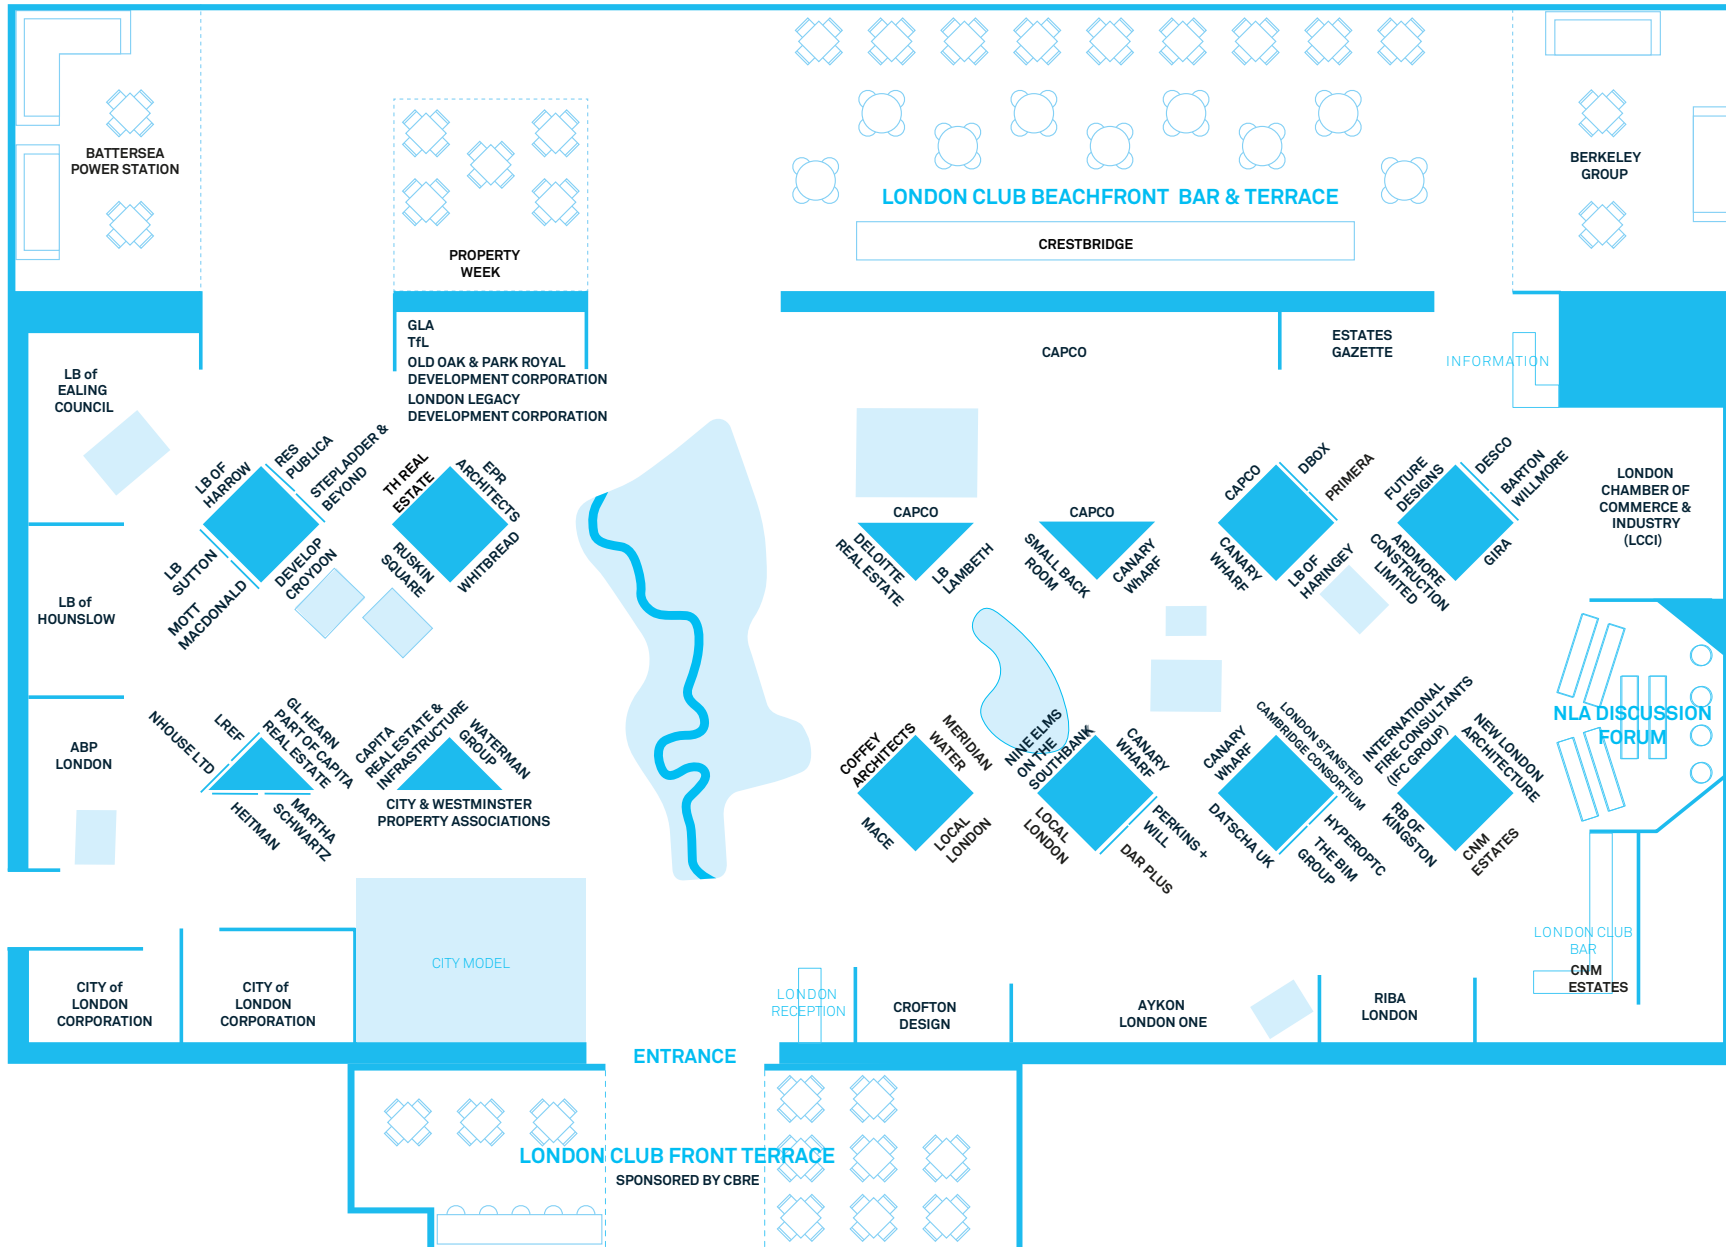 BATTERSEA
POWER STATION
PROPERTY
WEEK
LONDON CLUB BEACHFRONT BAR & TERRACE
CRESTBRIDGE
BERKELEY
GROUP
GLA
TfL
OLD OAK & PARK ROYAL
DEVELOPMENT CORPORATION
LONDON LEGACY
DEVELOPMENT CORPORATION
CAPCO
ESTATES
GAZETTE
INFORMATION
LB of
EALING
COUNCIL
LB OF
HARROW
RES
PUBLICA
STEPLADDER &
BEYOND
LB
SUTTON
MOTT
MACDONALD
DEVELOP
CROYDON
TH REAL
ESTATE
EPR
ARCHITECTS
RUSKIN
SQUARE
WHITBREAD
CAPCO
DELOITTE
REAL ESTATE
LB
LAMBETH
CAPCO
SMALL BACK
ROOM
CANARY
WhARF
CAPCO
DBOX
PRIMERA
CANARY
WHARF
LB OF
HARINGEY
FUTURE
DESIGNS
DESCO
BARTON
WILLMORE
ARDMORE
CONSTRUCTION
LIMITED
GIRA
LONDON
CHAMBER OF
COMMERCE &
INDUSTRY
(LCCI)
LB of
HOUNSLOW
ABP
LONDON
NHOUSE LTD
LREF
GL HEARN
PART OF CAPITA
REAL ESTATE
HEITMAN
MARTHA
SCHWARTZ
CAPITA
REAL ESTATE &
INFRASTRUCTURE
WATERMAN
GROUP
CITY & WESTMINSTER
PROPERTY ASSOCIATIONS
COFFEY
ARCHITECTS
MERIDIAN
WATER
MACE
LOCAL
LONDON
NINE ELMS
ON THE
SOUTHBANK
CANARY
WHARF
LOCAL
LONDON
PERKINS +
WILL
DAR PLUS
CANARY
WhARF
LONDON STANSTED
CAMBRIDGE CONSORTIUM
DATSCHA UK
HYPEROPTC
THE BIM
GROUP
INTERNATIONAL
FIRE CONSULTANTS
(IFC GROUP)
NEW LONDON
ARCHITECTURE
RB OF
KINGSTON
CNM
ESTATES
NLA DISCUSSION
FORUM
CITY of
LONDON
CORPORATION
CITY of
LONDON
CORPORATION
CITY MODEL
LONDON
RECEPTION
CROFTON
DESIGN
AYKON
LONDON ONE
RIBA
LONDON
LONDON CLUB
BAR
CNM
ESTATES
ENTRANCE
LONDON CLUB FRONT TERRACE
SPONSORED BY CBRE